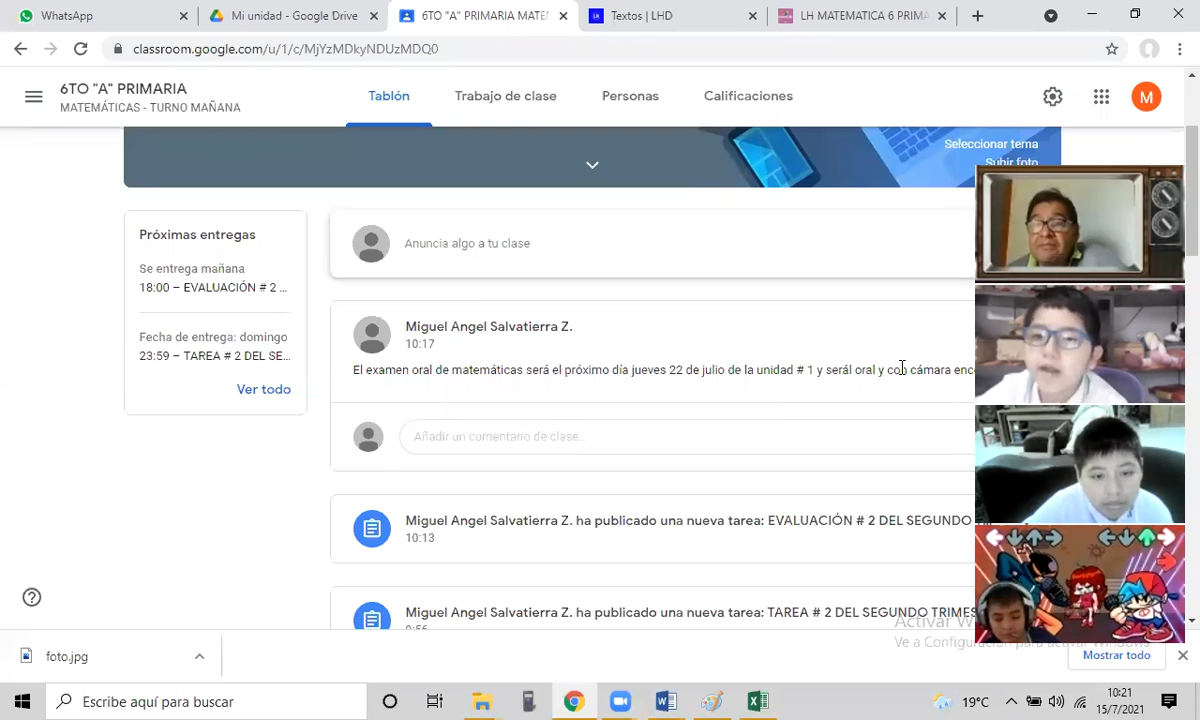 WhatsApp
Mi unidad - Google Drive
6TO "A" PRIMARIA MATE
Textos | LHD
LH MATEMATICA 6 PRIMA
classroom.google.com/u/1/c/MjYzMDkyNDUzMDQ0
6TO "A" PRIMARIA
MATEMÁTICAS - TURNO MAÑANA
Tablón
Trabajo de clase
Personas
Calificaciones
M
Seleccionar tema
Subir foto
Próximas entregas
Se entrega mañana
18:00 – EVALUACIÓN # 2 ...
Fecha de entrega: domingo
23:59 – TAREA # 2 DEL SE...
Ver todo
Anuncia algo a tu clase
Miguel Angel Salvatierra Z.
10:17
El examen oral de matemáticas será el próximo día jueves 22 de julio de la unidad # 1 y serál oral y con cámara enc
Añadir un comentario de clase...
Miguel Angel Salvatierra Z. ha publicado una nueva tarea: EVALUACIÓN # 2 DEL SEGUNDO
10:13
Miguel Angel Salvatierra Z. ha publicado una nueva tarea: TAREA # 2 DEL SEGUNDO TRIMES
9:56
Activar W
Ve a Configuración para activar Windows.
foto.jpg
Mostrar todo
Escribe aquí para buscar
19°C
10:21
15/7/2021